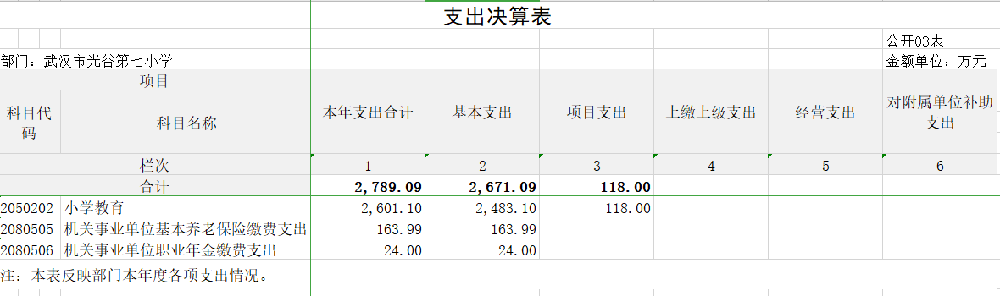 支出决算表
公开03表
部门：武汉市光谷第七小学 金额单位：万元
项目
科目代码 科目名称 本年支出合计 基本支出 项目支出 上缴上级支出 经营支出 对附属单位补助支出
栏次 1 2 3 4 5 6
合计 2,789.09 2,671.09 118.00
2050202 小学教育 2,601.10 2,483.10 118.00
2080505 机关事业单位基本养老保险缴费支出 163.99 163.99
2080506 机关事业单位职业年金缴费支出 24.00 24.00
注：本表反映部门本年度各项支出情况。